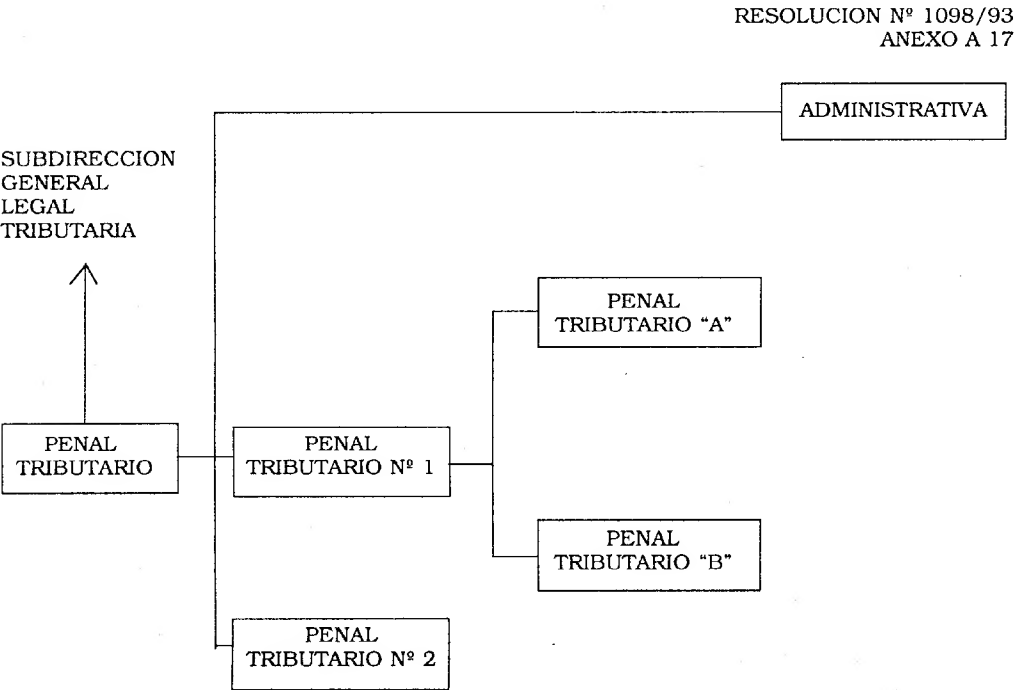 RESOLUCION Nº 1098/93
ANEXO A 17
ADMINISTRATIVA
SUBDIRECCION
GENERAL
LEGAL
TRIBUTARIA
PENAL
TRIBUTARIO "A"
PENAL
TRIBUTARIO
PENAL
TRIBUTARIO Nº 1
PENAL
TRIBUTARIO "B"
PENAL
TRIBUTARIO Nº 2